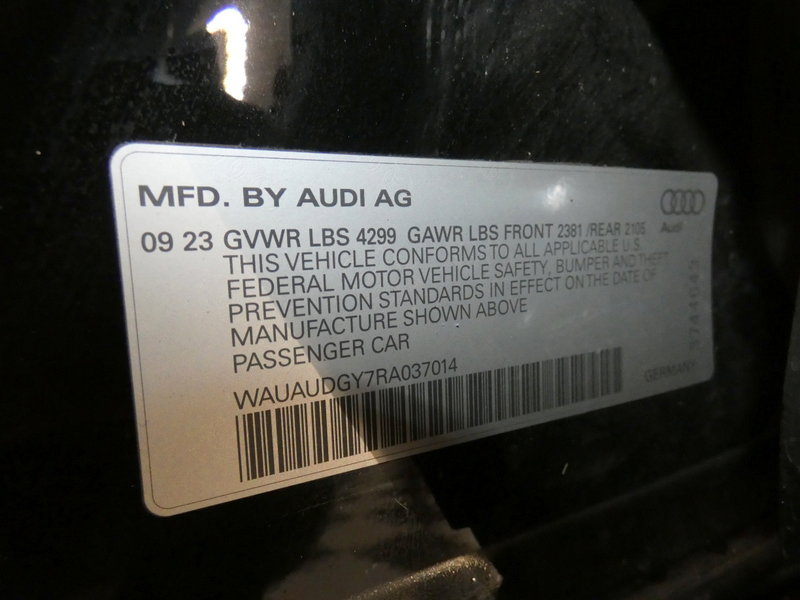 MFD. BY AUDI AG
Audi
09 23 GVWR LBS 4299 GAWR LBS FRONT 2381 /REAR 2105
THIS VEHICLE CONFORMS TO ALL APPLICABLE U.S.
FEDERAL MOTOR VEHICLE SAFETY, BUMPER AND THEFT
PREVENTION STANDARDS IN EFFECT ON THE DATE OF
MANUFACTURE SHOWN ABOVE
PASSENGER CAR
WAUAUDGY7RA037014
GERMANY